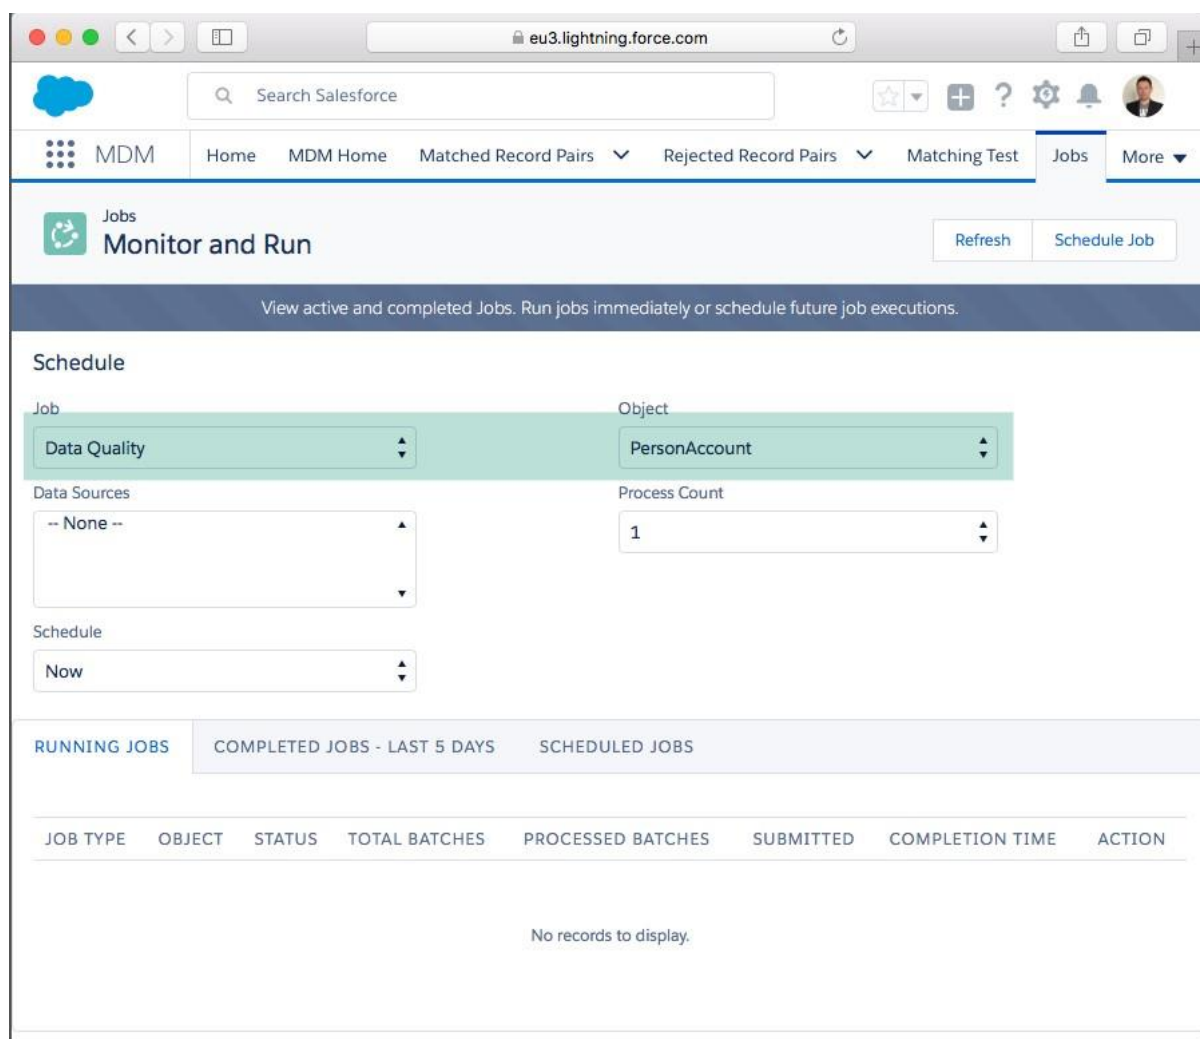 eu3.lightning.force.com
Search Salesforce
?
MDM Home MDM Home Matched Record Pairs Rejected Record Pairs Matching Test Jobs More
Jobs
Monitor and Run
Refresh Schedule Job
View active and completed Jobs. Run jobs immediately or schedule future job executions.
Schedule
Job Object
Data Quality PersonAccount
Data Sources Process Count
-- None --
1
Schedule
Now
RUNNING JOBS COMPLETED JOBS - LAST 5 DAYS SCHEDULED JOBS
JOB TYPE OBJECT STATUS TOTAL BATCHES PROCESSED BATCHES SUBMITTED COMPLETION TIME ACTION
No records to display.